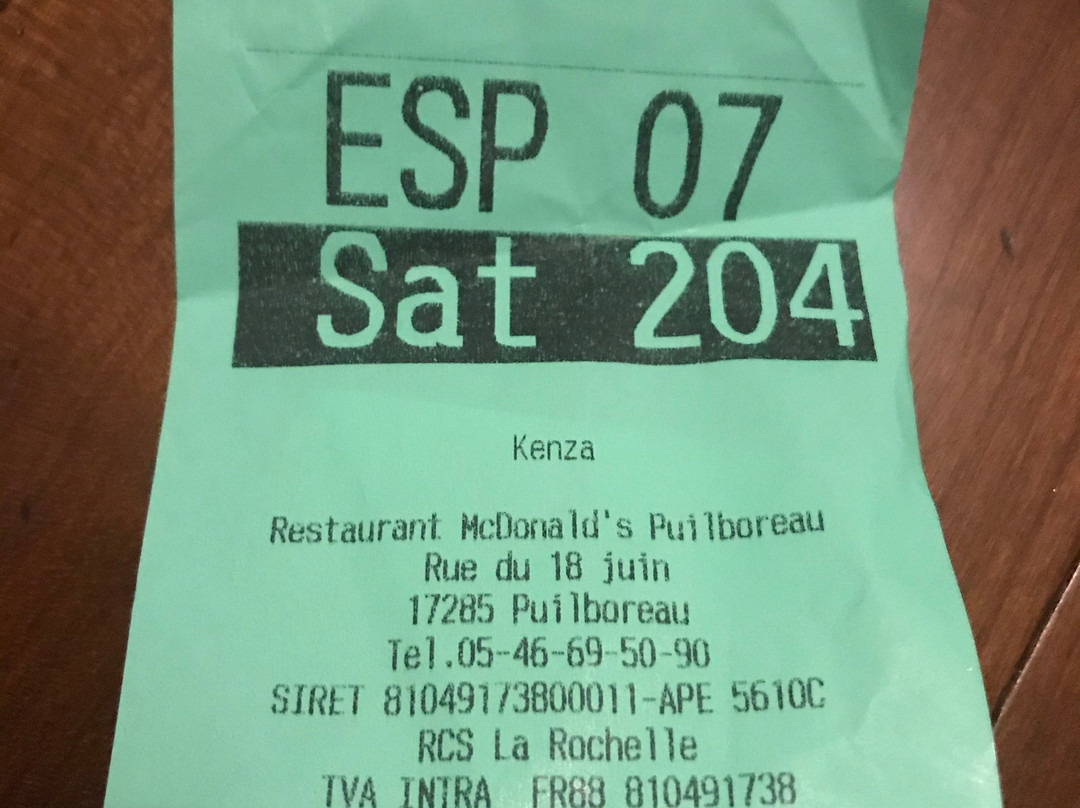 ESP 07
Sat 204
Kenza
Restaurant McDonald's Puilboreau
Rue du 18 juin
17285 Puilboreau
Tel.05-46-69-50-90
SIRET 81049173800011-APE 5610C
RCS La Rochelle
TVA INTRA FR88 810491738